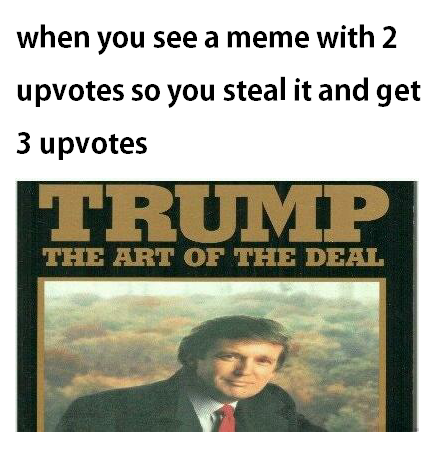 when you see a meme with 2
upvotes so you steal it and get
3 upvotes
TRUMP
THE ART OF THE DEAL